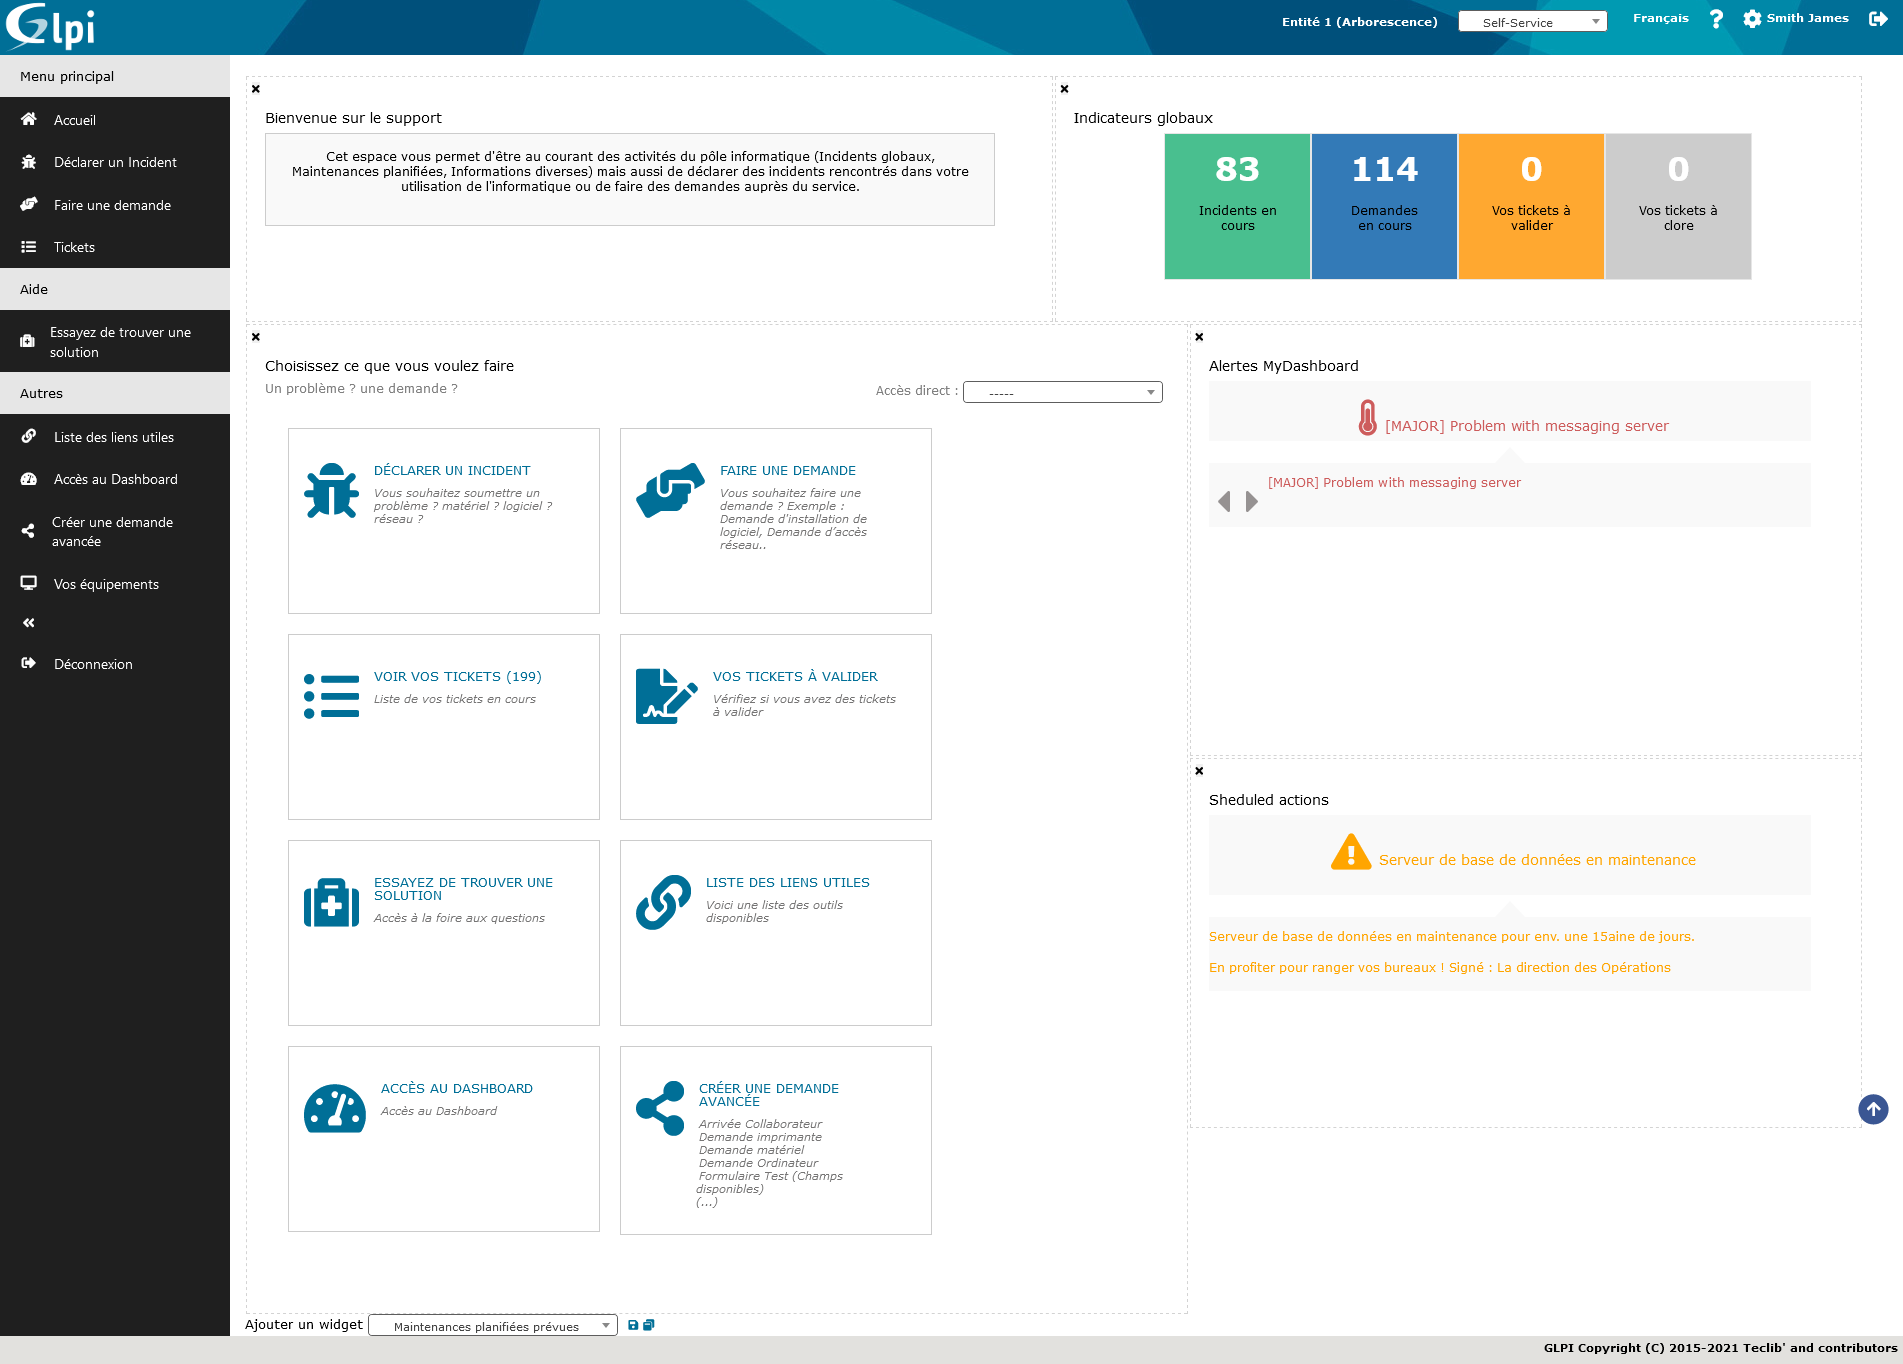 Glpi
Entité 1 (Arborescence)
Self-Service
Français
Smith James
Menu principal
Accueil
Déclarer un Incident
Faire une demande
Tickets
Aide
Essayez de trouver une
solution
Autres
Liste des liens utiles
Accès au Dashboard
Créer une demande
avancée
Vos équipements
Déconnexion
Bienvenue sur le support
Cet espace vous permet d'être au courant des activités du pôle informatique (Incidents globaux,
Maintenances planifiées, Informations diverses) mais aussi de déclarer des incidents rencontrés dans votre
utilisation de l'informatique ou de faire des demandes auprès du service.
Indicateurs globaux
83
Incidents en
cours
114
Demandes
en cours
0
Vos tickets à
valider
0
Vos tickets à
clore
Choisissez ce que vous voulez faire
Un problème ? une demande ?
Accès direct :
-----
DÉCLARER UN INCIDENT
Vous souhaitez soumettre un
problème ? matériel ? logiciel ?
réseau ?
FAIRE UNE DEMANDE
Vous souhaitez faire une
demande ? Exemple :
Demande d'installation de
logiciel, Demande d’accès
réseau..
VOIR VOS TICKETS (199)
Liste de vos tickets en cours
VOS TICKETS À VALIDER
Vérifiez si vous avez des tickets
à valider
ESSAYEZ DE TROUVER UNE
SOLUTION
Accès à la foire aux questions
LISTE DES LIENS UTILES
Voici une liste des outils
disponibles
ACCÈS AU DASHBOARD
Accès au Dashboard
CRÉER UNE DEMANDE
AVANCÉE
Arrivée Collaborateur
Demande imprimante
Demande matériel
Demande Ordinateur
Formulaire Test (Champs
disponibles)
(...)
Alertes MyDashboard
[MAJOR] Problem with messaging server
[MAJOR] Problem with messaging server
Sheduled actions
Serveur de base de données en maintenance
Serveur de base de données en maintenance pour env. une 15aine de jours.
En profiter pour ranger vos bureaux ! Signé : La direction des Opérations
Ajouter un widget
Maintenances planifiées prévues
GLPI Copyright (C) 2015-2021 Teclib' and contributors